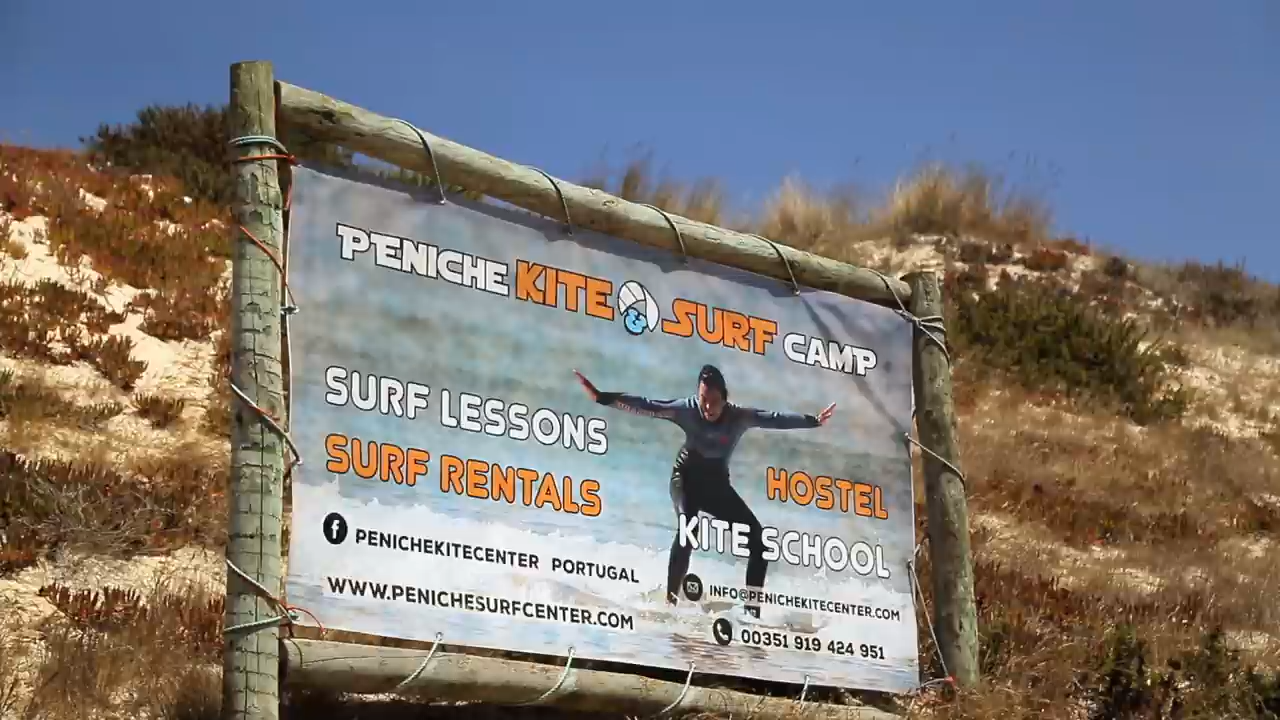 PENICHE KITE & SURF CAMP
SURF LESSONS
SURF RENTALS
HOSTEL
KITE SCHOOL
f PENICHEKITECENTER PORTUGAL
WWW.PENICHESURFCENTER.COM
INFO@PENICHEKITECENTER.COM
00351 919 424 951